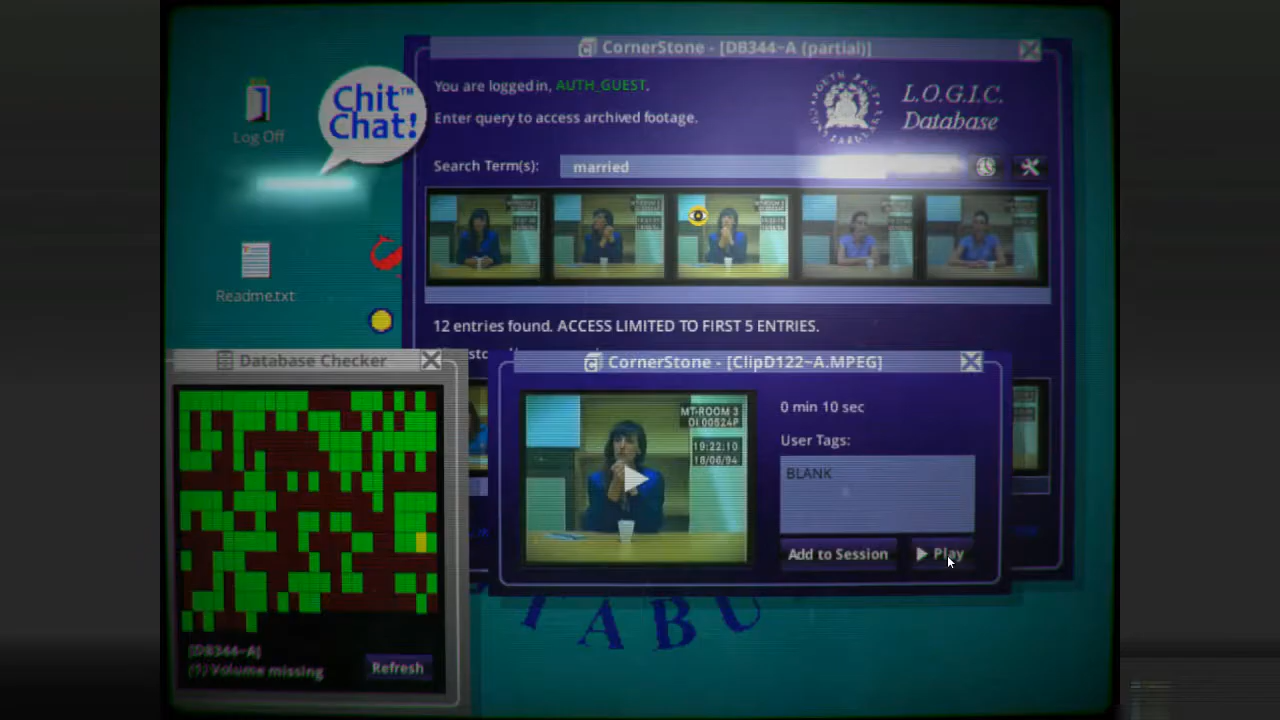 CornerStone - [DB344~A (partial)]
You are logged in, AUTH_GUEST.
Enter query to access archived footage.
L.O.G.I.C.
Database
Search Term(s):
married
Chit™
Chat!
Log Off
Readme.txt
12 entries found. ACCESS LIMITED TO FIRST 5 ENTRIES.
Database Checker
[DB344~A]
(1) Volume missing
Refresh
CornerStone - [ClipD122~A.MPEG]
MT-ROOM 3
19:22:10
18/06/94
0 min 10 sec
User Tags:
BLANK
Add to Session
Play
TABU